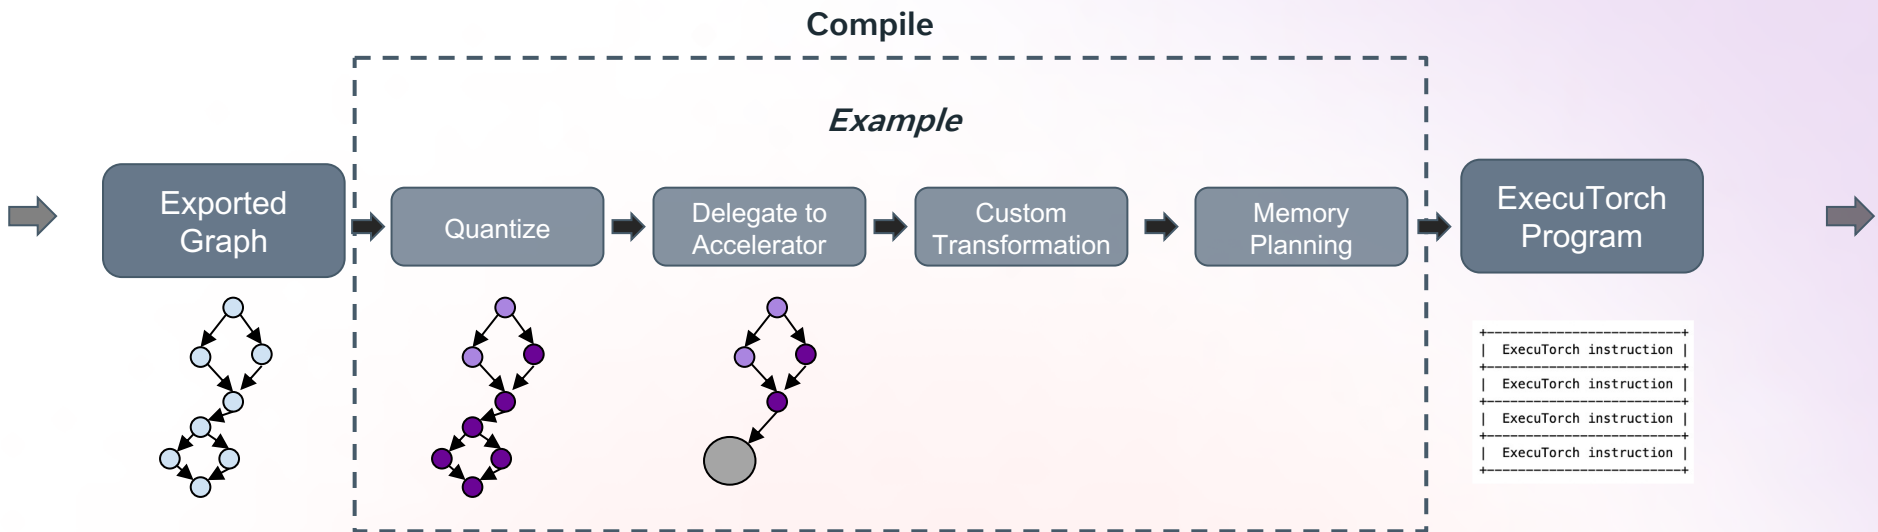 Compile
Example
Exported
Graph
Quantize
Delegate to
Accelerator
Custom
Transformation
Memory
Planning
ExecuTorch
Program
+--------------------------+
|  ExecuTorch instruction |
+--------------------------+
|  ExecuTorch instruction |
+--------------------------+
|  ExecuTorch instruction |
+--------------------------+
|  ExecuTorch instruction |
+--------------------------+